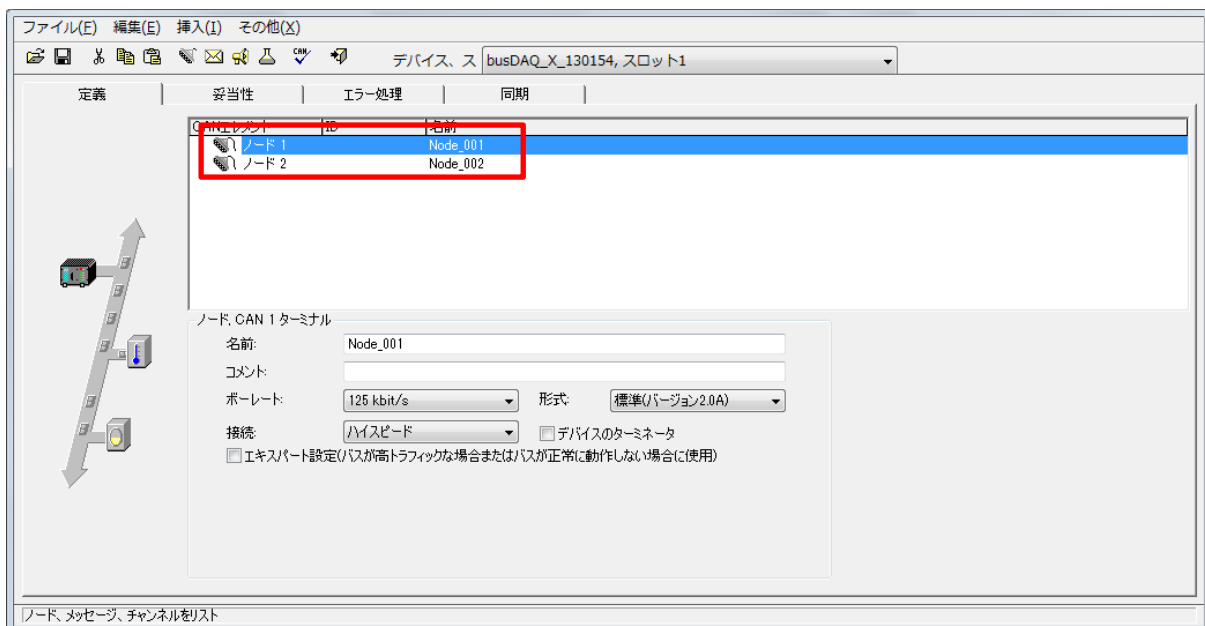 ファイル(F) 編集(E) 挿入(I) その他(X)
デバイス、ス busDAQ_X_130154, スロット1
定義 妥当性 エラー処理 同期
CANエレメント ID 名前
ノード 1 Node_001
ノード 2 Node_002
ノード, CAN 1 ターミナル
名前: Node_001
コメント:
ボーレート: 125 kbit/s 形式: 標準(バージョン2.0A)
接続: ハイスピード デバイスのターミネータ
エキスパート設定(バスが高トラフィックな場合またはバスが正常に動作しない場合に使用)
ノード、メッセージ、チャンネルをリスト